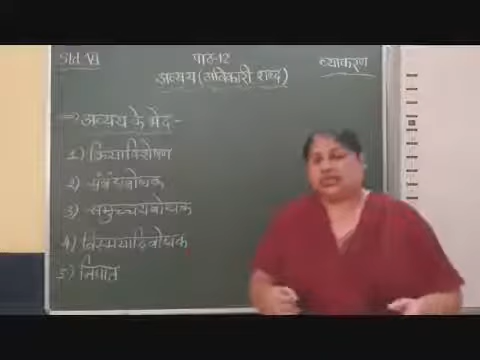 Std VI पाठ-12 व्याकरण
अव्यय (अविकारी शब्द)
⇒ अव्यय के भेद -
1) क्रियाविशेषण
2) संबंधबोधक
3) समुच्चयबोधक
4) विस्मयादिबोधक
5) निपात